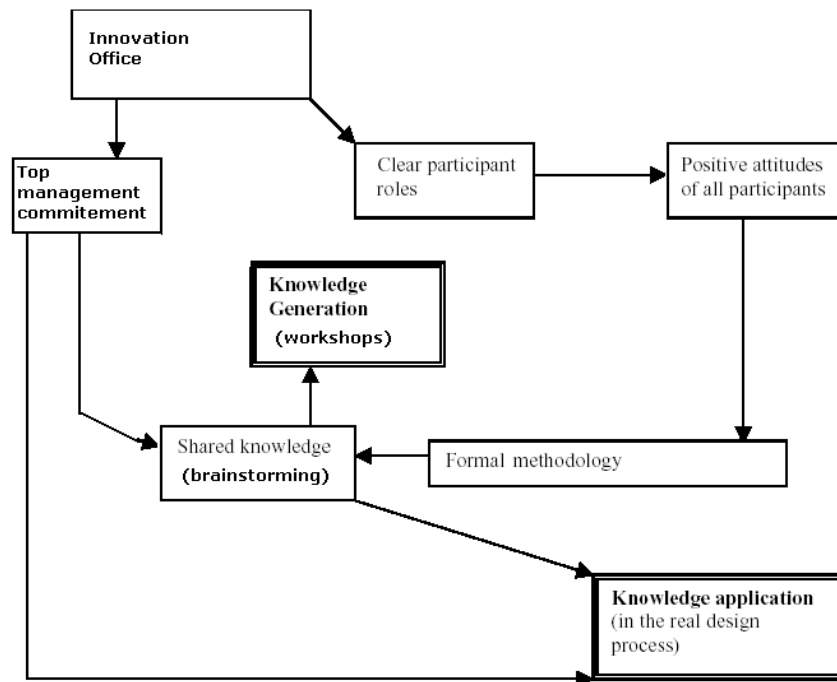 Innovation
Office
Clear participant
roles
Positive attitudes
of all participants
Top
management
commitement
Knowledge
Generation
(workshops)
Shared knowledge
(brainstorming)
Formal methodology
Knowledge application
(in the real design
process)